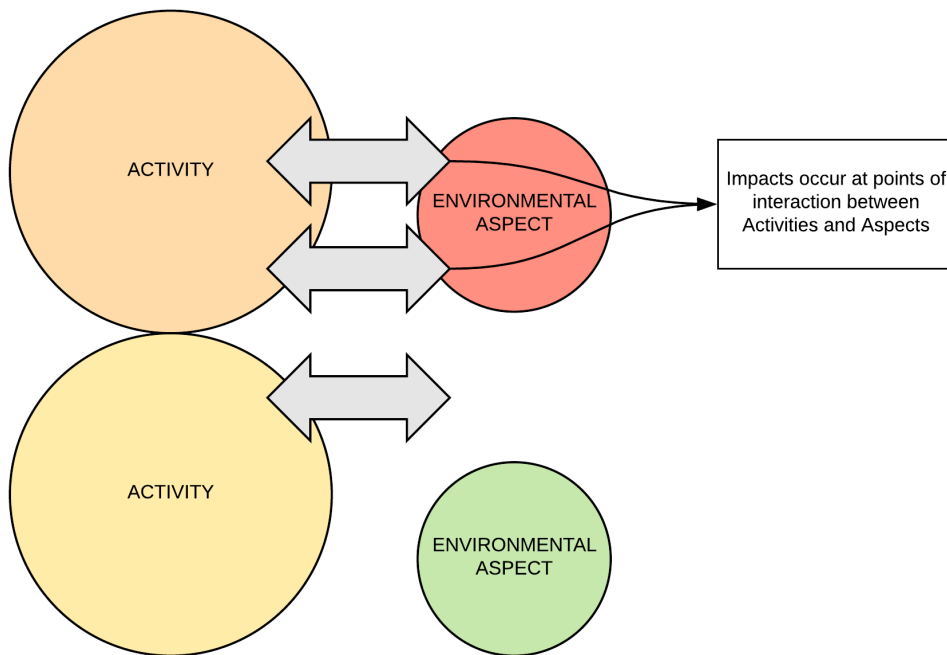 ACTIVITY
ENVIRONMENTAL
ASPECT
Impacts occur at points of
interaction between
Activities and Aspects
ACTIVITY
ENVIRONMENTAL
ASPECT